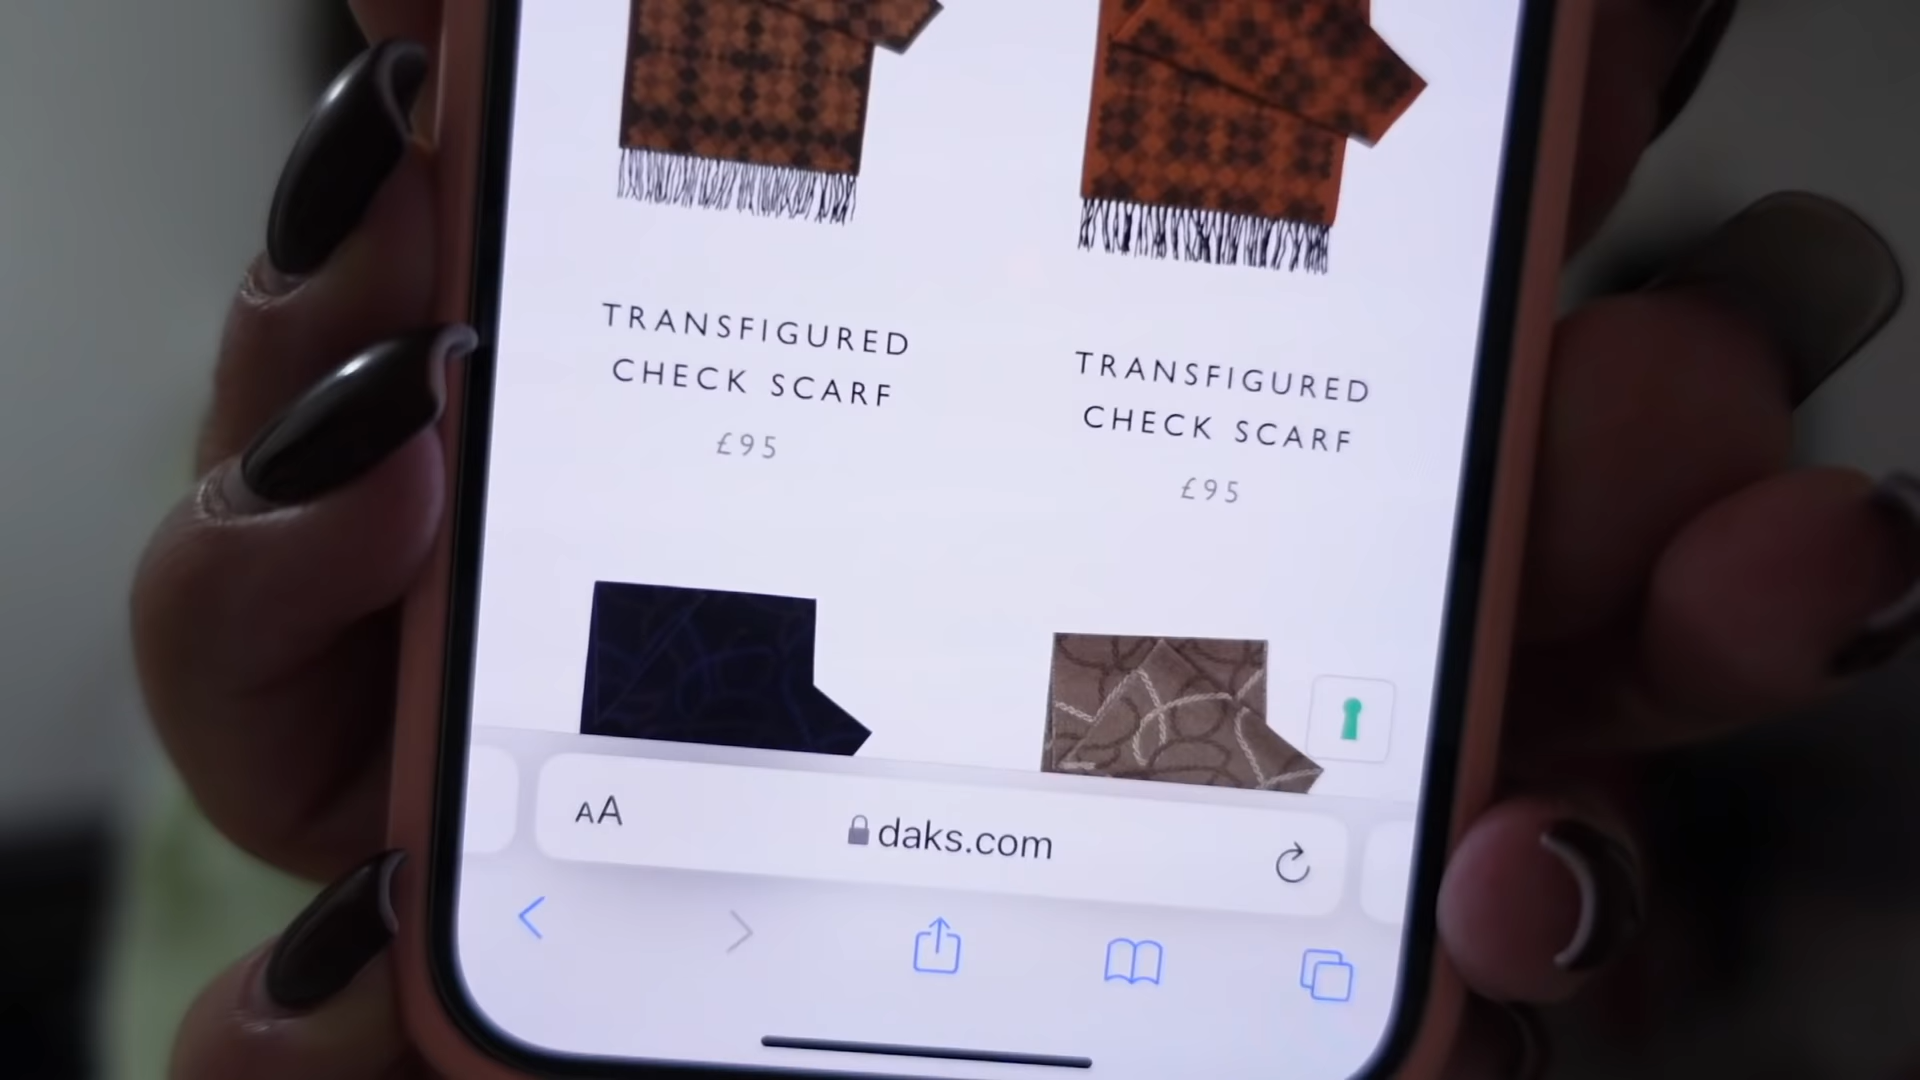 TRANSFIGURED
CHECK SCARF
£95
TRANSFIGURED
CHECK SCARF
£95
AA
daks.com